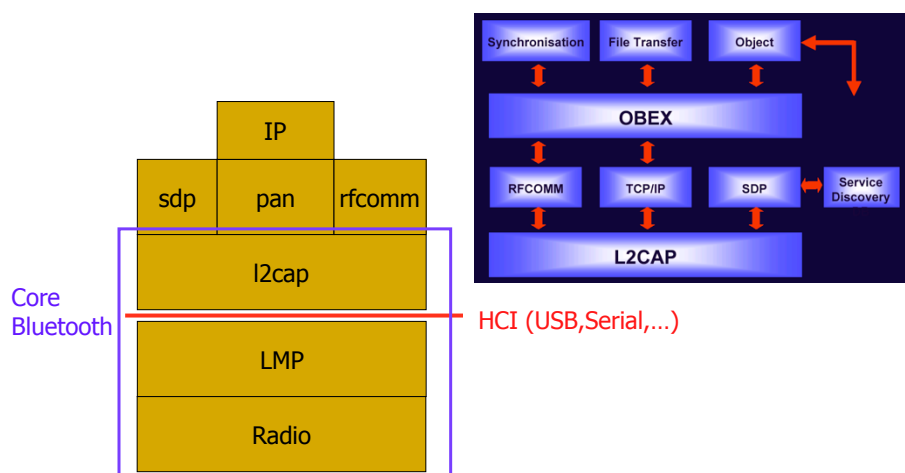 Synchronisation
File Transfer
Object
OBEX
RFCOMM
TCP/IP
SDP
Service
Discovery
L2CAP
IP
sdp
pan
rfcomm
l2cap
Core
Bluetooth
HCI (USB,Serial,...)
LMP
Radio